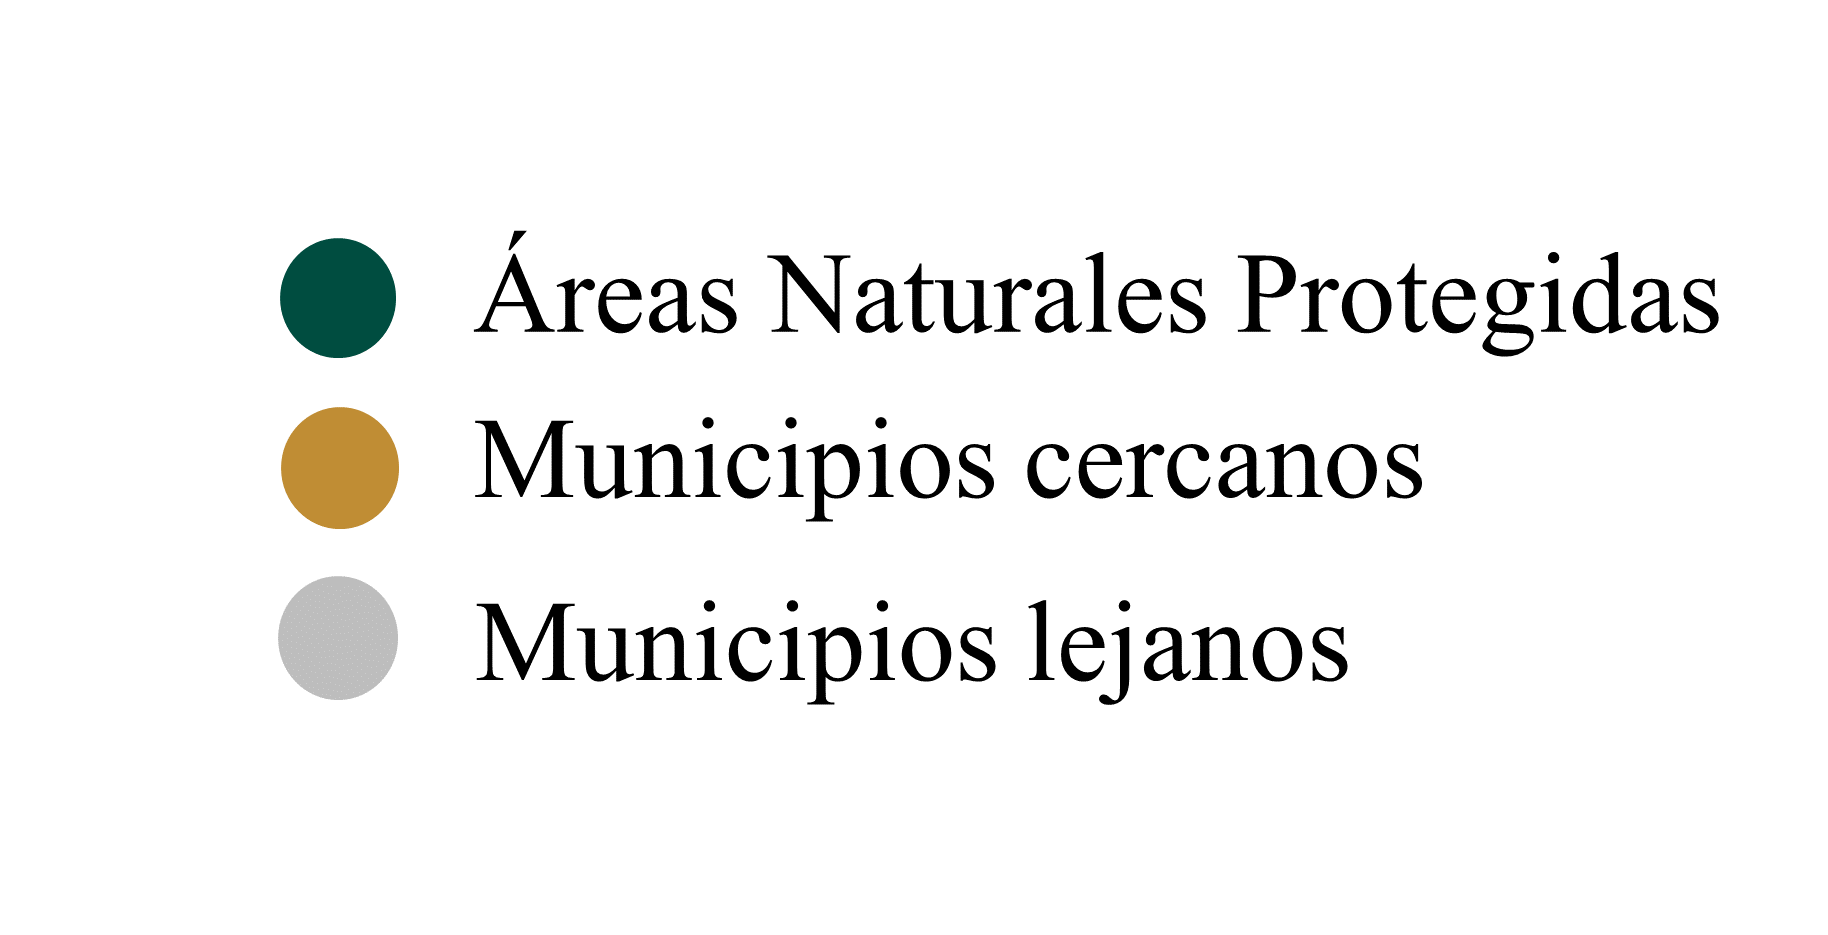 Áreas Naturales Protegidas
Municipios cercanos
Municipios lejanos